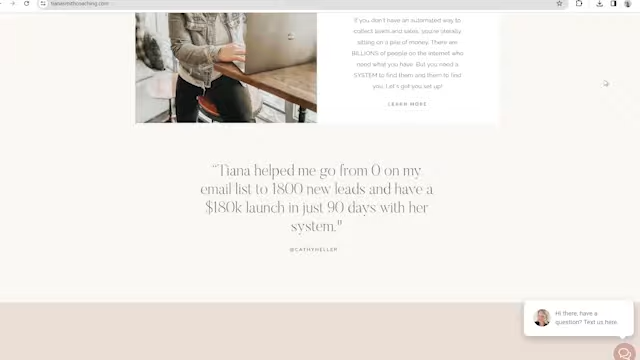 If you don't have an automated way to
collect leads and sales, you're literally
sitting on a pile of money. There are
BILLIONS of people on the internet who
need what you have. But you need a
SYSTEM to find them and them to find
you. Let's get you set up!
LEARN MORE
"Tiana helped me go from 0 on my
email list to 1800 new leads and have a
$180k launch in just 90 days with her
system."
@CATHYHELLER
Hi there, have a
question? Text us here.